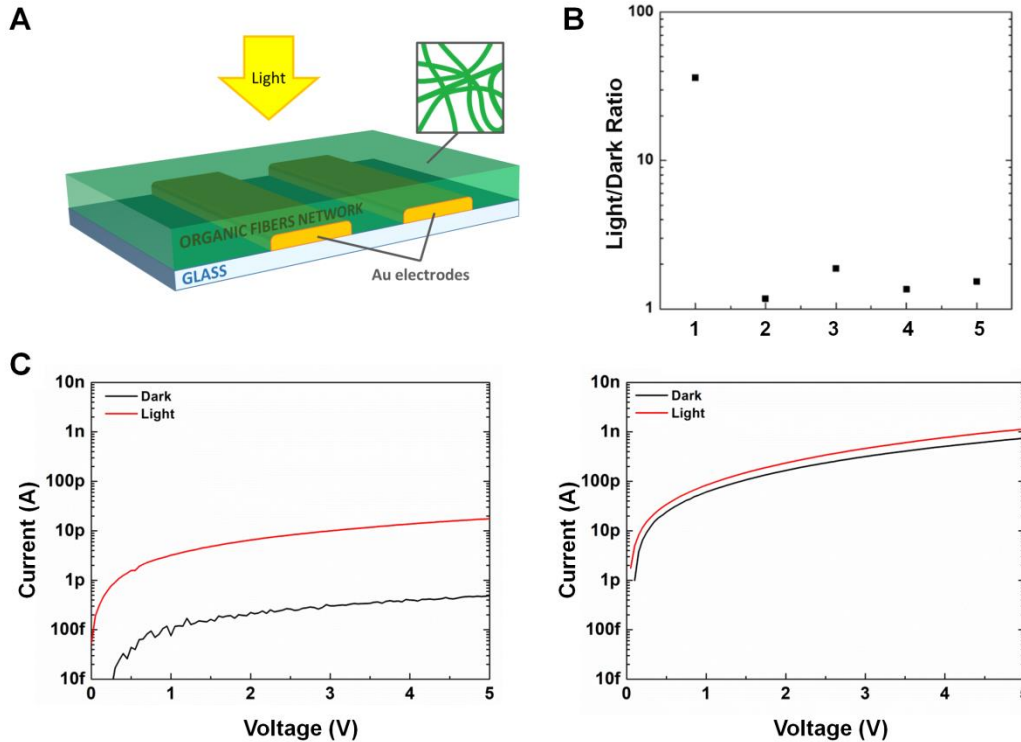 A
Light
ORGANIC FIBERS NETWORK
GLASS
Au electrodes
B
Light/Dark Ratio
100
10
1
1 2 3 4 5
C
Current (A)
10n
1n
100p
10p
1p
100f
10f
Dark
Light
0 1 2 3 4 5
Voltage (V)
Current (A)
10n
1n
100p
10p
1p
100f
10f
Dark
Light
0 1 2 3 4 5
Voltage (V)